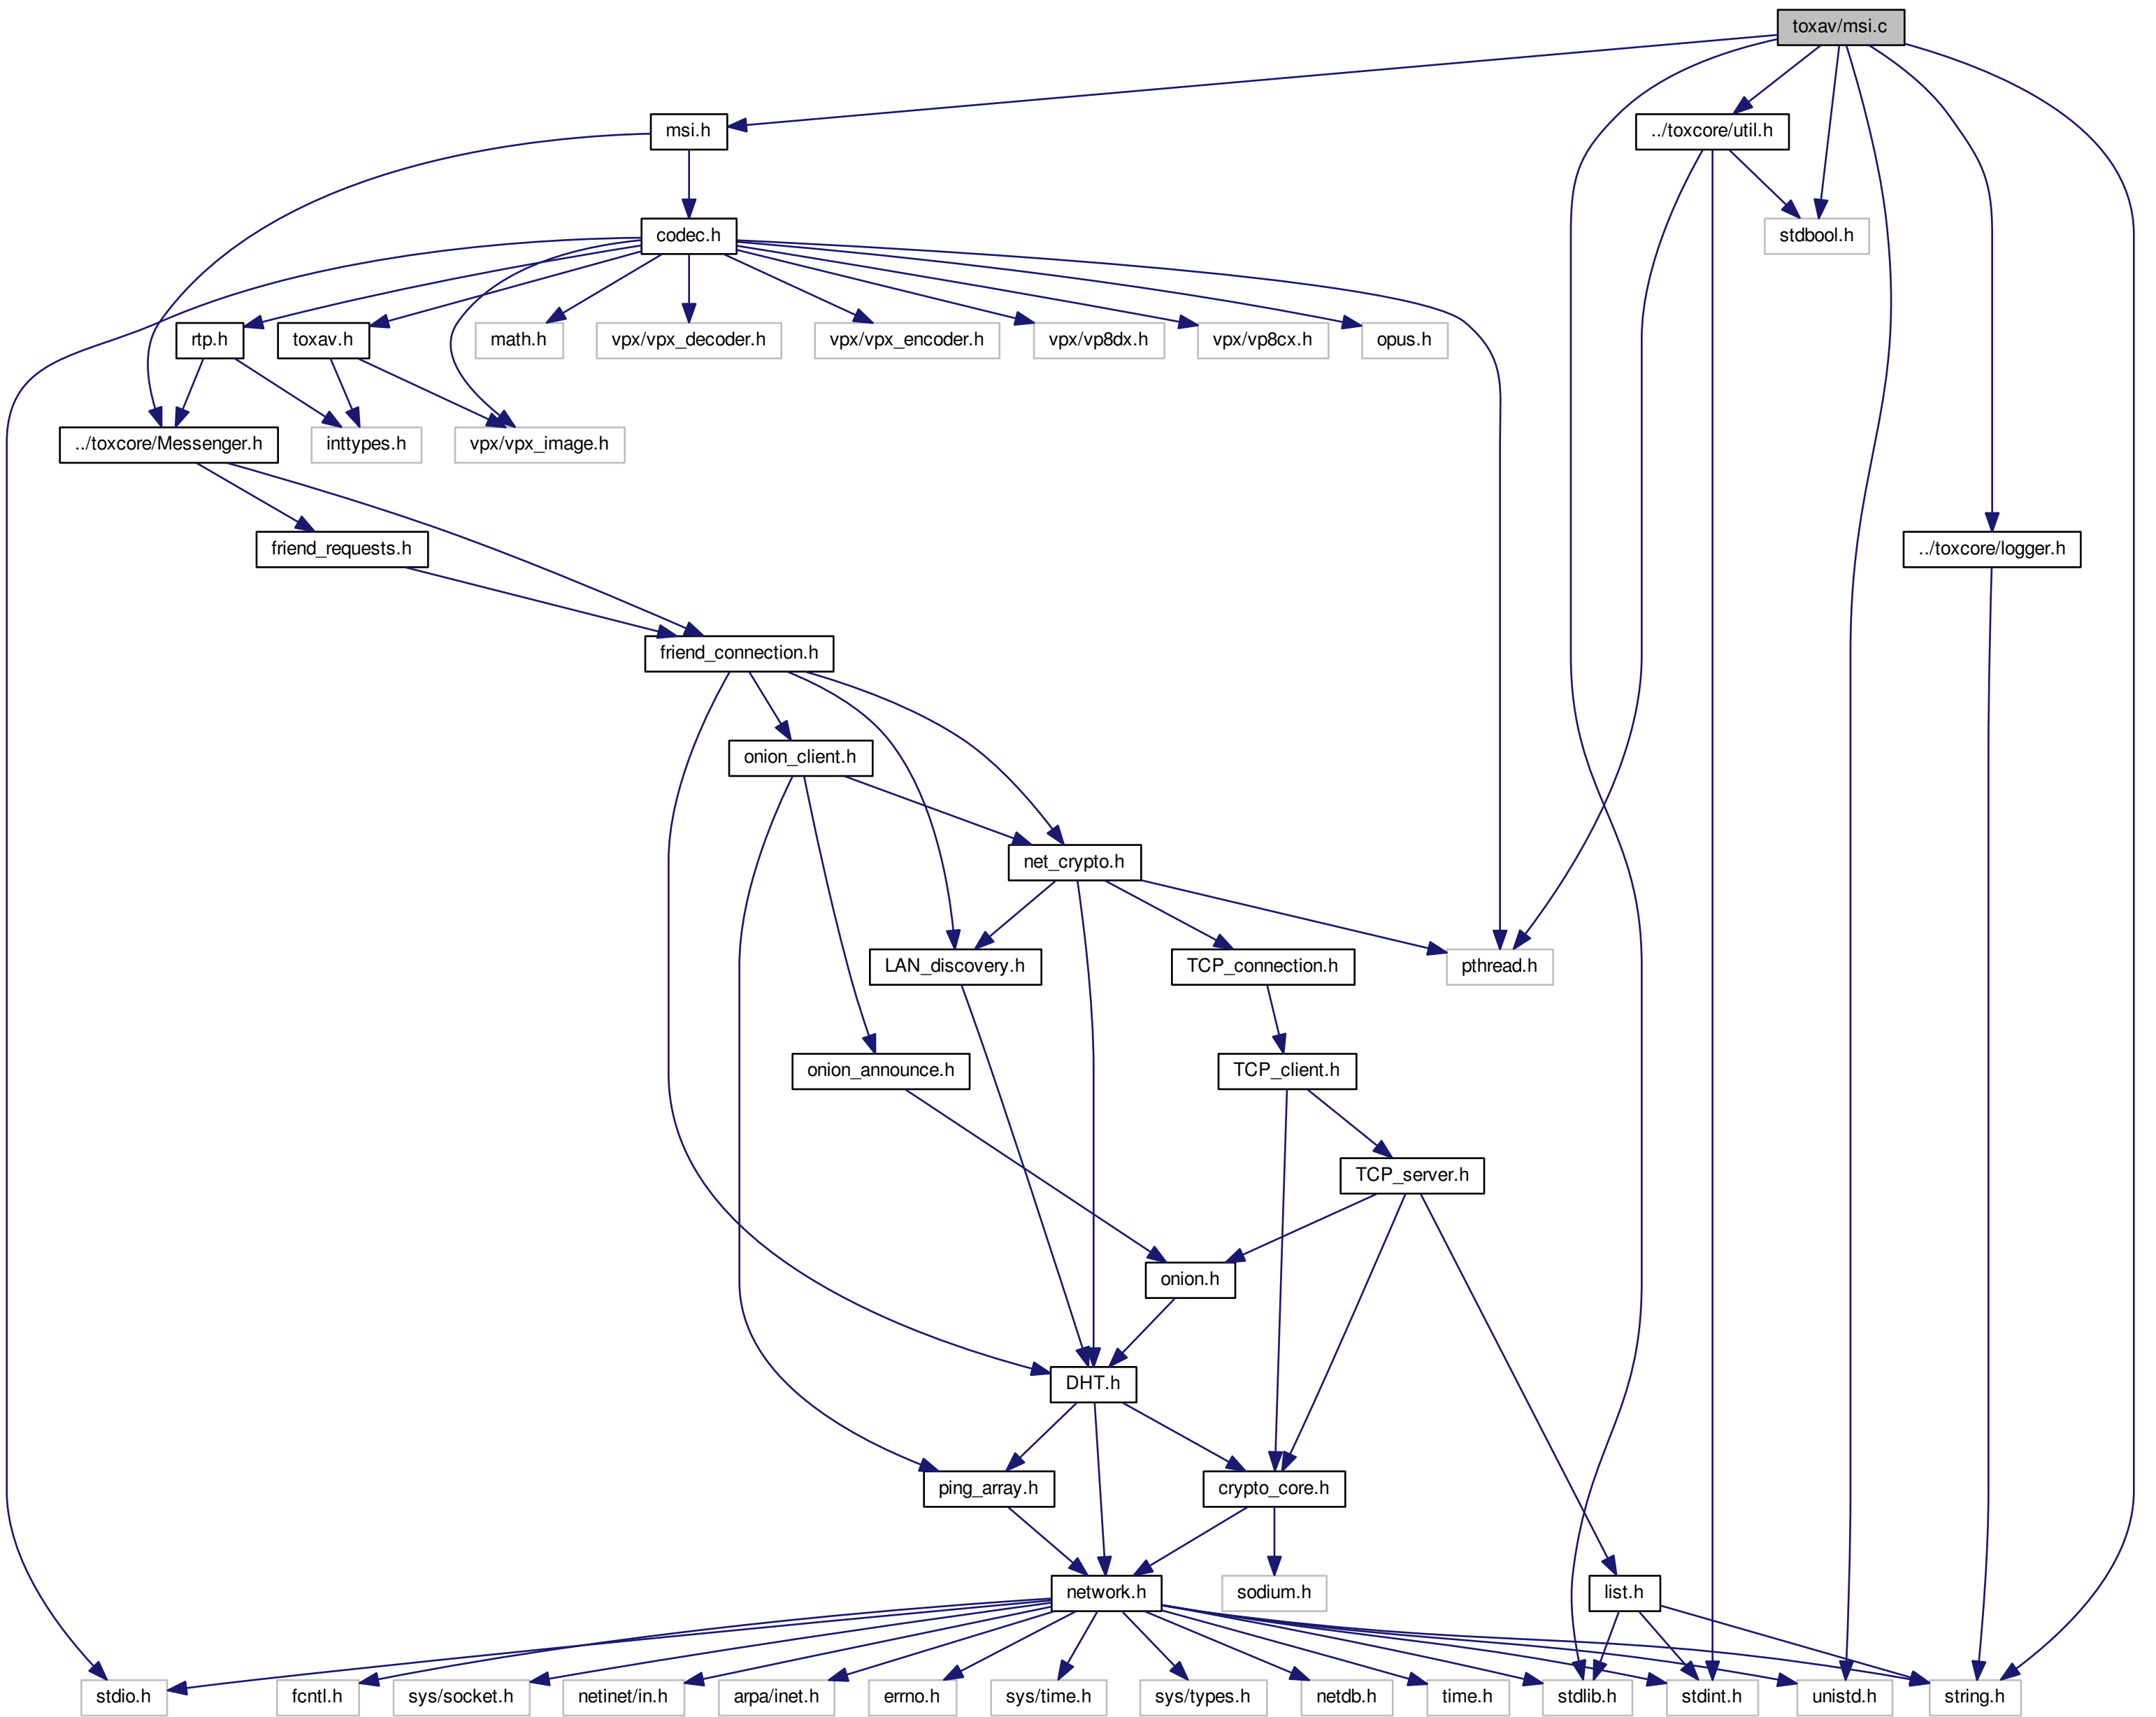 toxav/msi.c
msi.h
../toxcore/util.h
codec.h
stdbool.h
rtp.h
toxav.h
math.h
vpx/vpx_decoder.h
vpx/vpx_encoder.h
vpx/vp8dx.h
vpx/vp8cx.h
opus.h
../toxcore/Messenger.h
inttypes.h
vpx/vpx_image.h
friend_requests.h
../toxcore/logger.h
friend_connection.h
onion_client.h
net_crypto.h
LAN_discovery.h
TCP_connection.h
pthread.h
onion_announce.h
TCP_client.h
TCP_server.h
onion.h
DHT.h
ping_array.h
crypto_core.h
network.h
sodium.h
list.h
stdio.h
fcntl.h
sys/socket.h
netinet/in.h
arpa/inet.h
errno.h
sys/time.h
sys/types.h
netdb.h
time.h
stdlib.h
stdint.h
unistd.h
string.h